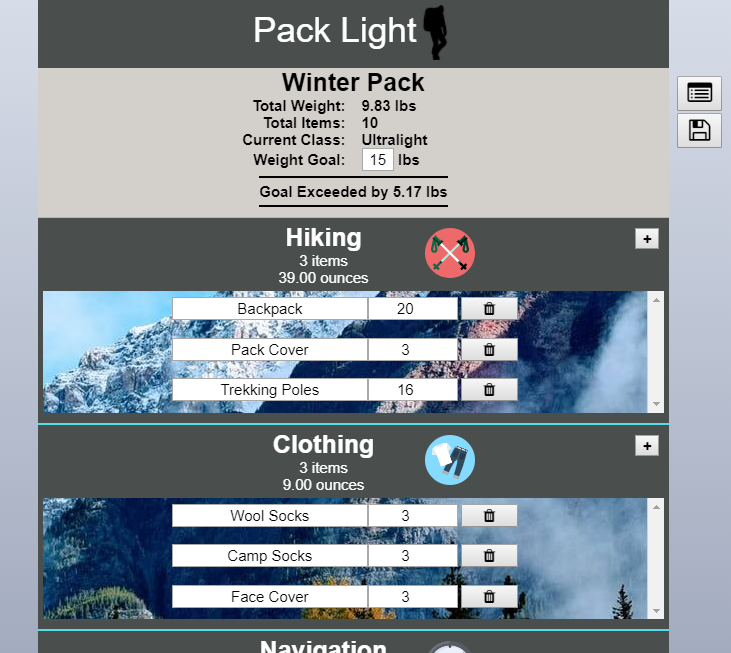 Pack Light
Winter Pack
Total Weight: 9.83 lbs
Total Items: 10
Current Class: Ultralight
Weight Goal: 15 lbs
Goal Exceeded by 5.17 lbs
Hiking
+
3 items
39.00 ounces
Backpack 20
Pack Cover 3
Trekking Poles 16
Clothing
+
3 items
9.00 ounces
Wool Socks 3
Camp Socks 3
Face Cover 3
Navigation